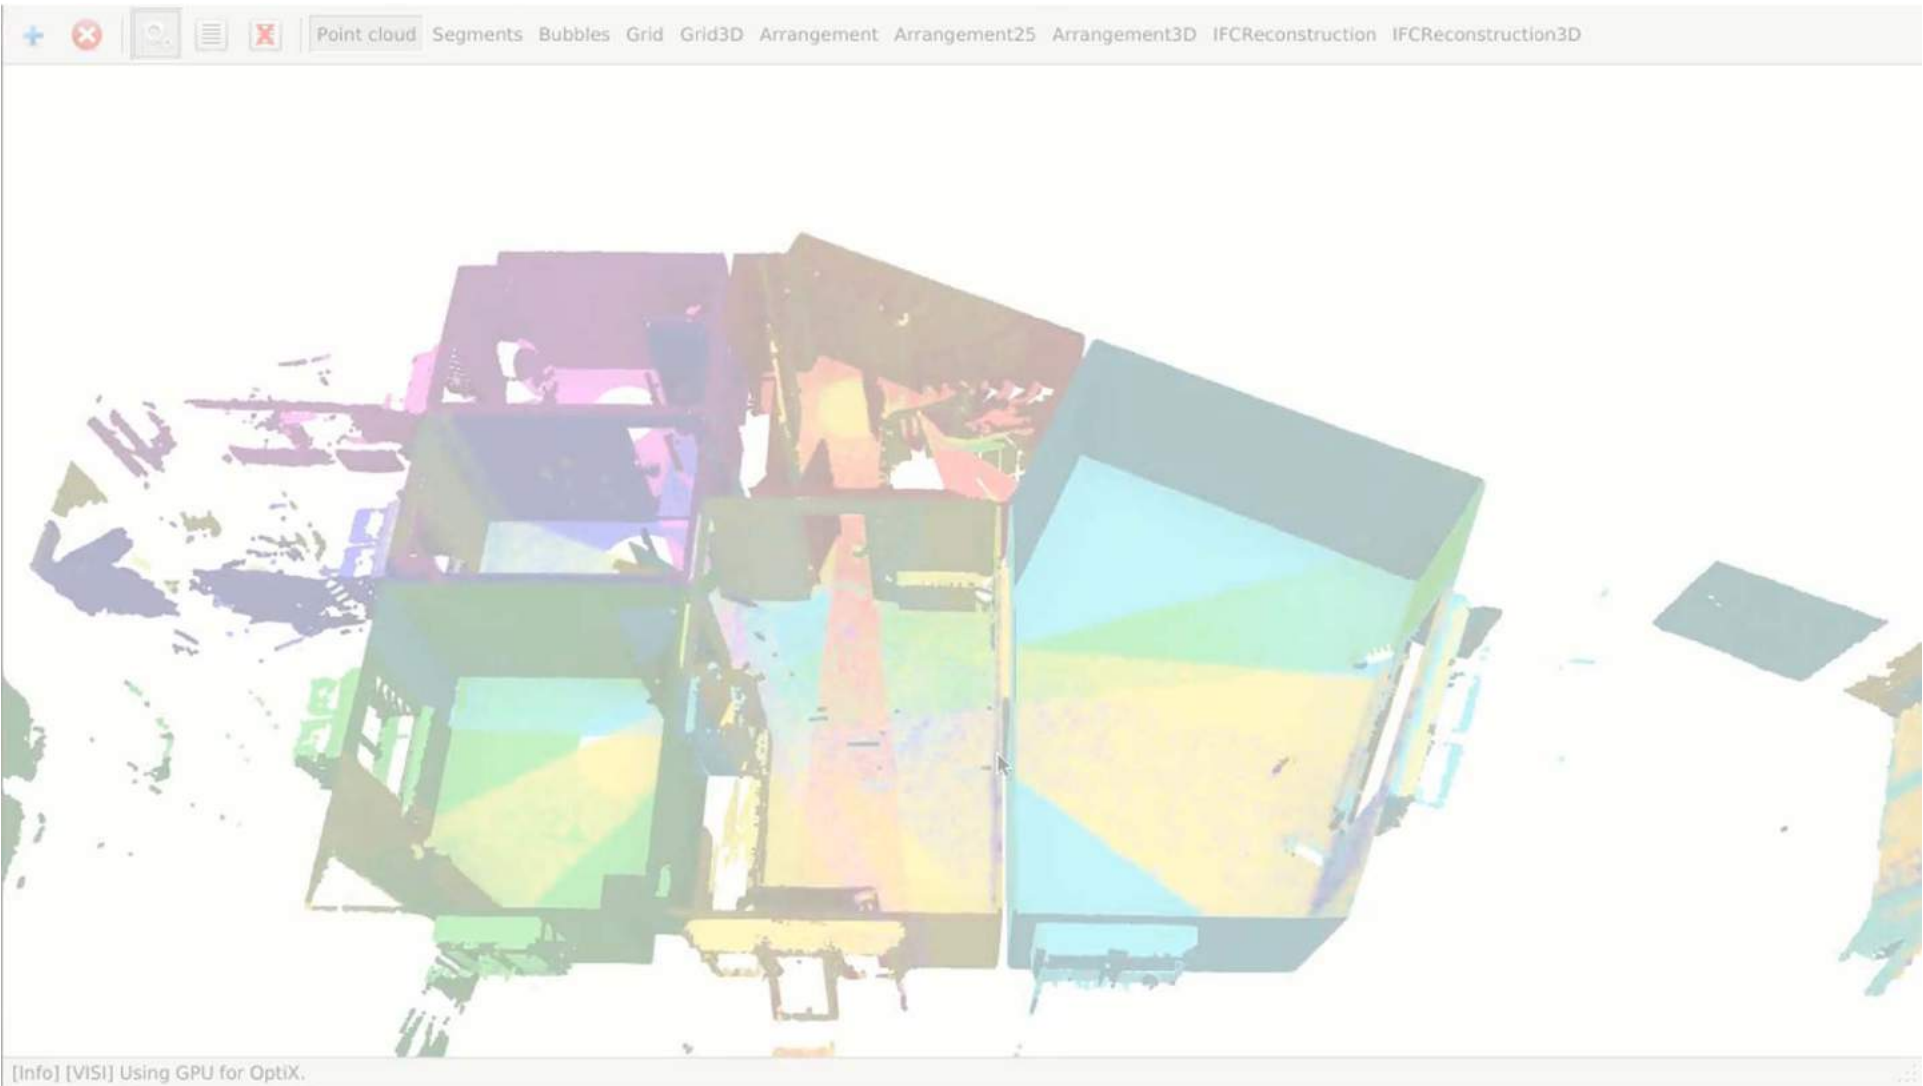 Point cloud Segments Bubbles Grid Grid3D Arrangement Arrangement25 Arrangement3D IFCReconstruction IFCReconstruction3D
[Info] [VISI] Using GPU for OptiX.